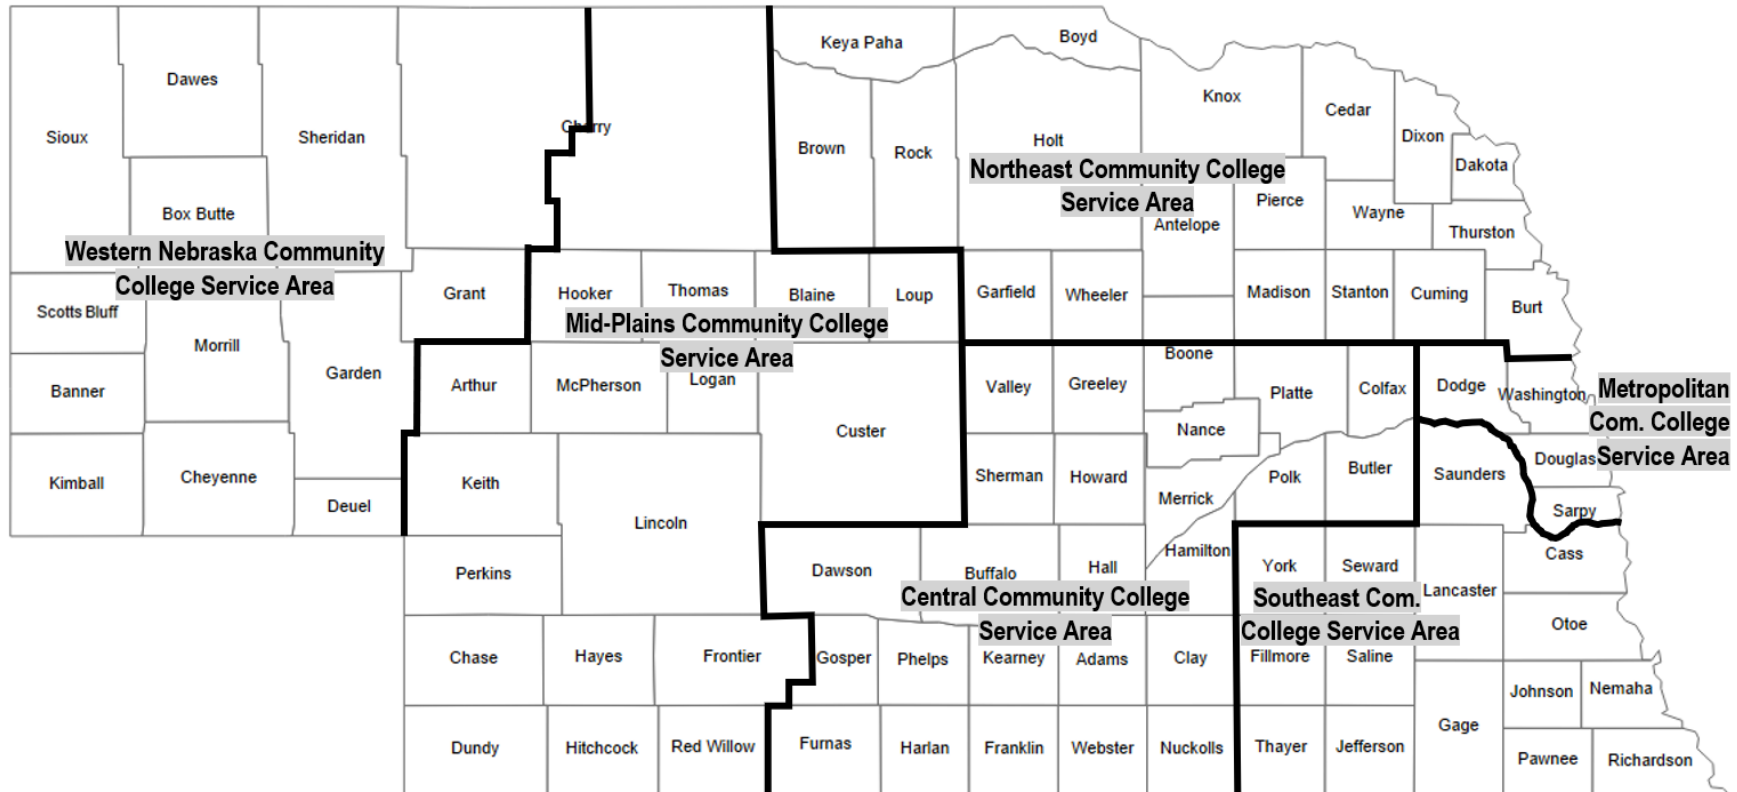 Keya Paha
Boyd
Dawes
Knox
Cedar
Sioux
Sheridan
Cherry
Brown
Rock
Holt
Dixon
Dakota
Northeast Community College
Service Area
Box Butte
Pierce
Wayne
Antelope
Thurston
Western Nebraska Community
College Service Area
Grant
Hooker
Thomas
Blaine
Loup
Garfield
Wheeler
Madison
Stanton
Cuming
Burt
Scotts Bluff
Mid-Plains Community College
Service Area
Morrill
Garden
Banner
Arthur
McPherson
Logan
Valley
Greeley
Boone
Platte
Colfax
Dodge
Washington
Metropolitan
Com. College
Service Area
Custer
Nance
Kimball
Cheyenne
Deuel
Keith
Lincoln
Sherman
Howard
Merrick
Polk
Butler
Saunders
Douglas
Sarpy
Perkins
Dawson
Buffalo
Hall
Hamilton
York
Seward
Lancaster
Cass
Central Community College
Service Area
Southeast Com.
College Service Area
Otoe
Chase
Hayes
Frontier
Gosper
Phelps
Kearney
Adams
Clay
Fillmore
Saline
Johnson
Nemaha
Dundy
Hitchcock
Red Willow
Furnas
Harlan
Franklin
Webster
Nuckolls
Thayer
Jefferson
Gage
Pawnee
Richardson